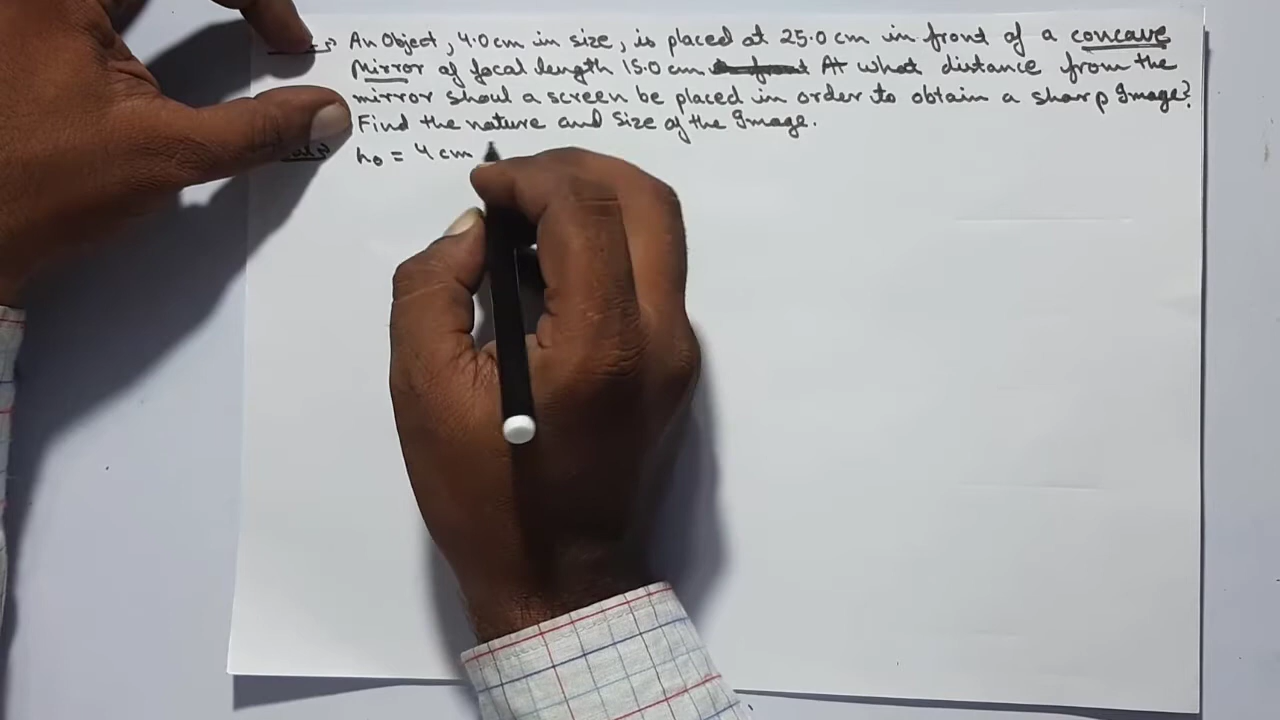 An Object, 4.0 cm in size, is placed at 25.0 cm in front of a concave
Mirror of focal length 15.0 cm At what distance from the
mirror shoul a screen be placed in order to obtain a sharp Image?
Find the nature and Size of the Image.
h₀ = 4 cm